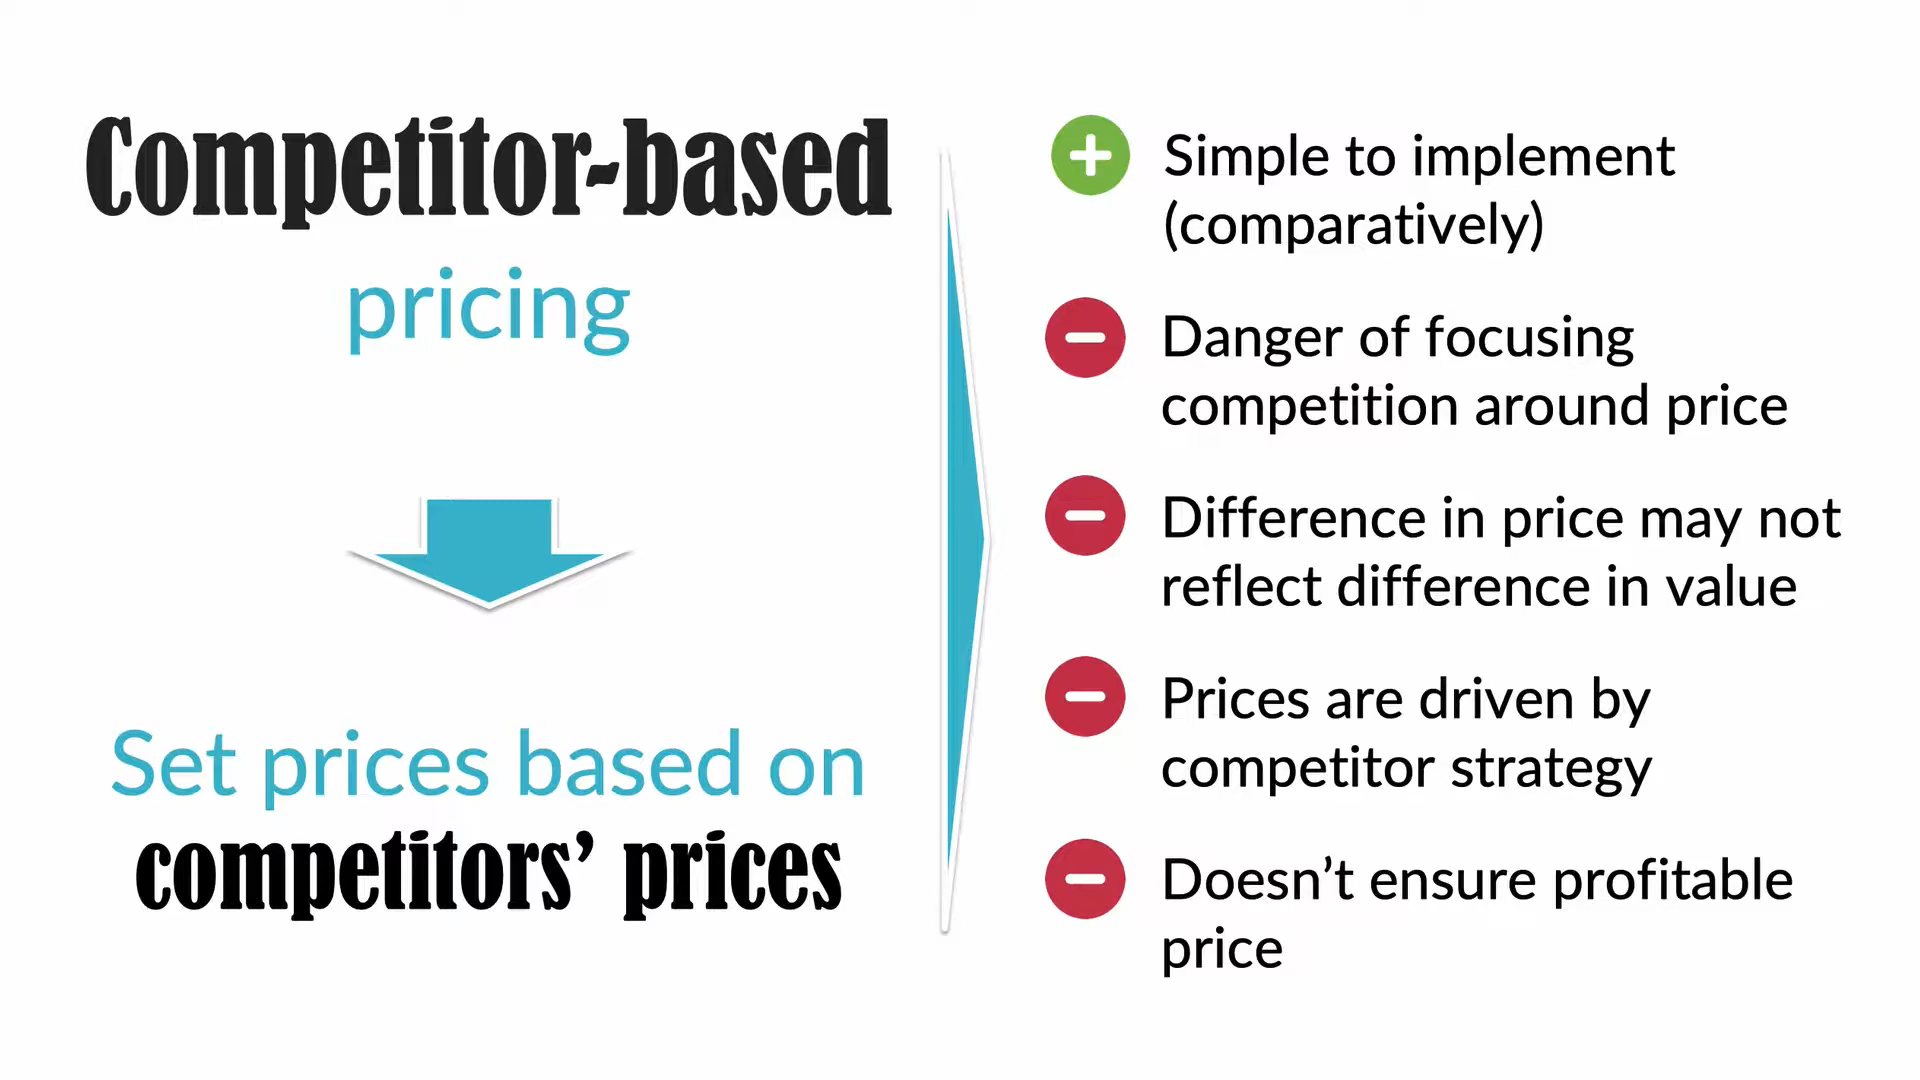 Competitor-based
pricing
Set prices based on
competitors’ prices
Simple to implement
(comparatively)
Danger of focusing
competition around price
Difference in price may not
reflect difference in value
Prices are driven by
competitor strategy
Doesn’t ensure profitable
price